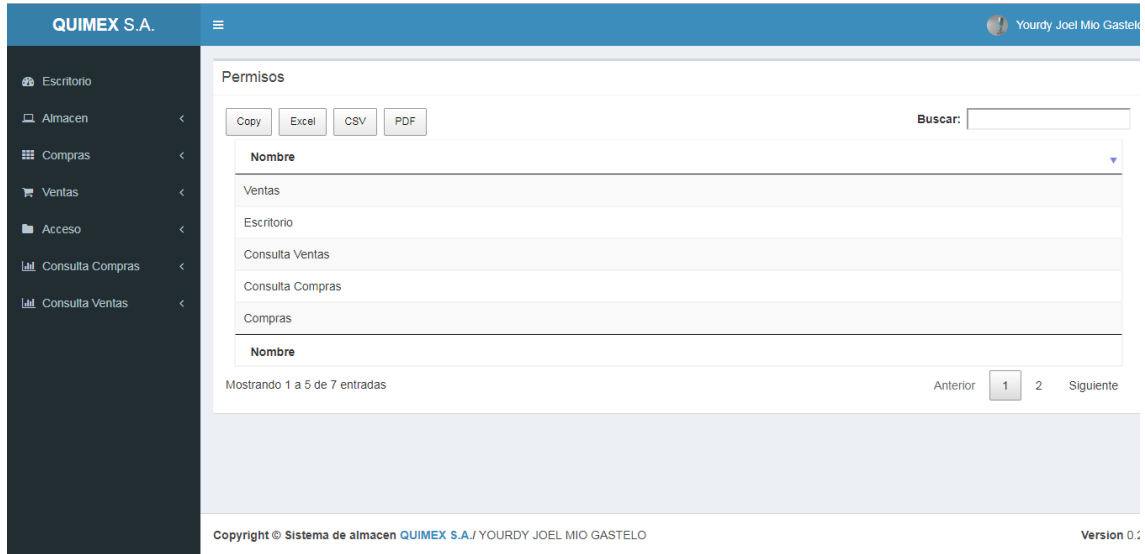 QUIMEX S.A.
Yourdy Joel Mio Gastelo
Escritorio
Almacen
Compras
Ventas
Acceso
Consulta Compras
Consulta Ventas
Permisos
Copy Excel CSV PDF
Buscar:
Nombre
Ventas
Escritorio
Consulta Ventas
Consulta Compras
Compras
Nombre
Mostrando 1 a 5 de 7 entradas
Anterior 1 2 Siguiente
Copyright © Sistema de almacen QUIMEX S.A./ YOURDY JOEL MIO GASTELO
Version 0.2